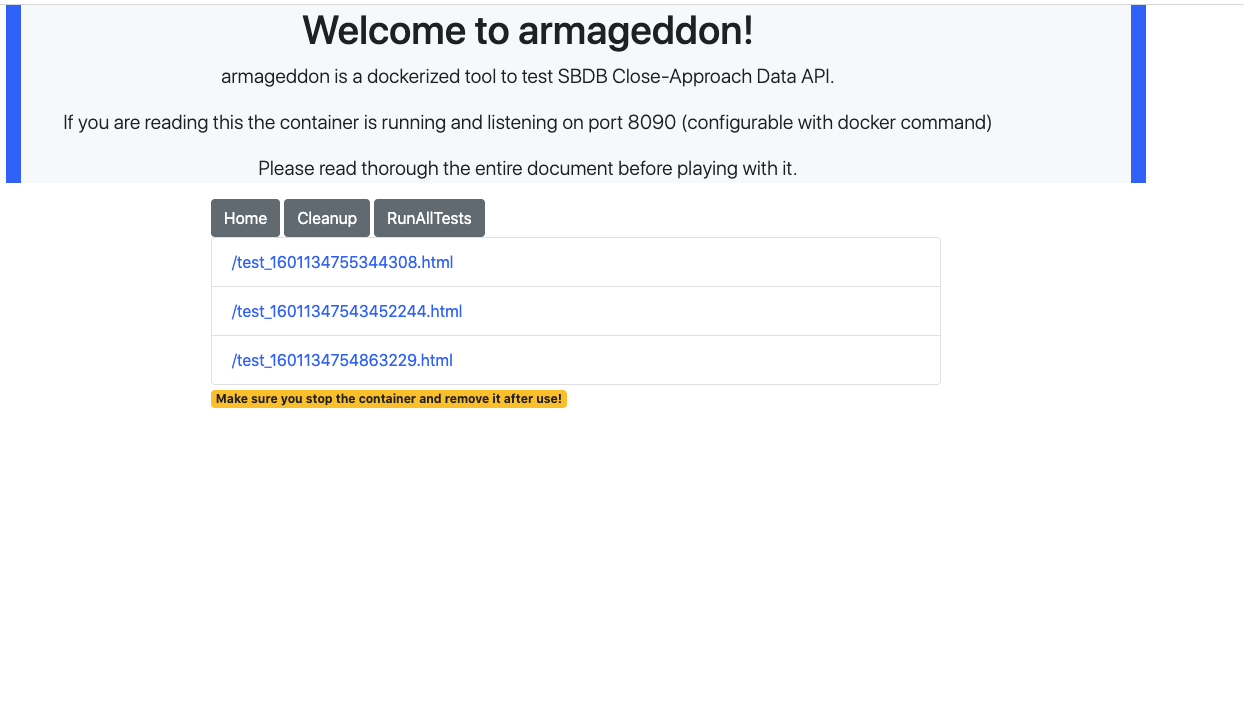 Welcome to armageddon!
armageddon is a dockerized tool to test SBDB Close-Approach Data API.
If you are reading this the container is running and listening on port 8090 (configurable with docker command)
Please read thorough the entire document before playing with it.
Home Cleanup RunAllTests
/test_1601134755344308.html
/test_16011347543452244.html
/test_1601134754863229.html
Make sure you stop the container and remove it after use!